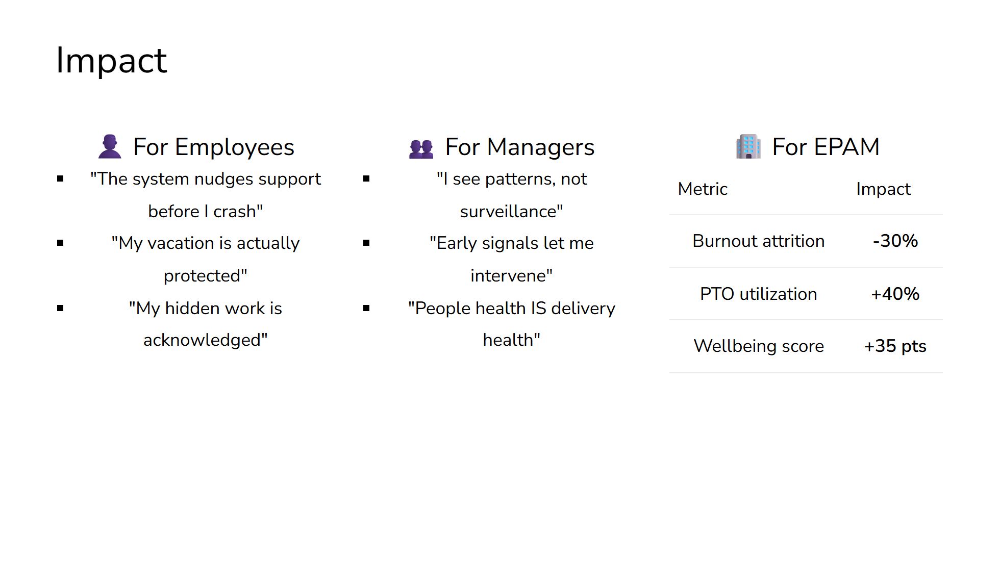 Impact
For Employees
"The system nudges support
before I crash"
"My vacation is actually
protected"
"My hidden work is
acknowledged"
For Managers
"I see patterns, not
surveillance"
"Early signals let me
intervene"
"People health IS delivery
health"
For EPAM
Metric Impact
Burnout attrition -30%
PTO utilization +40%
Wellbeing score +35 pts